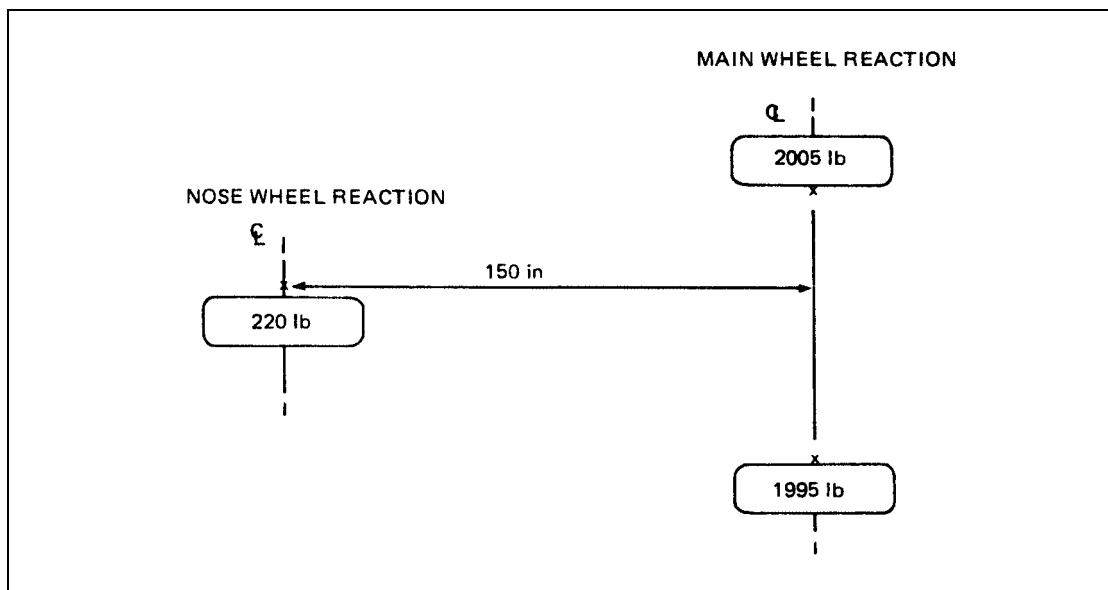 MAIN WHEEL REACTION
℄
2005 lb
NOSE WHEEL REACTION
℄
150 in
220 lb
1995 lb